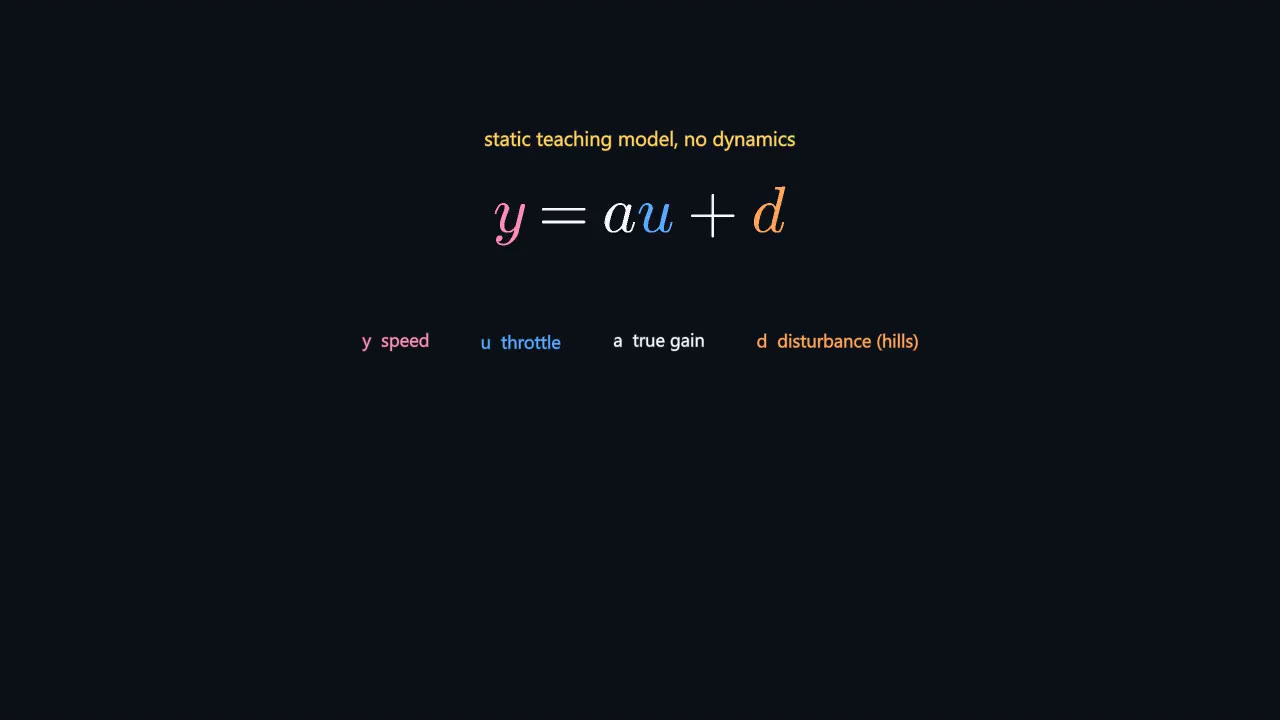 static teaching model, no dynamics
y = au + d
y speed u throttle a true gain d disturbance (hills)